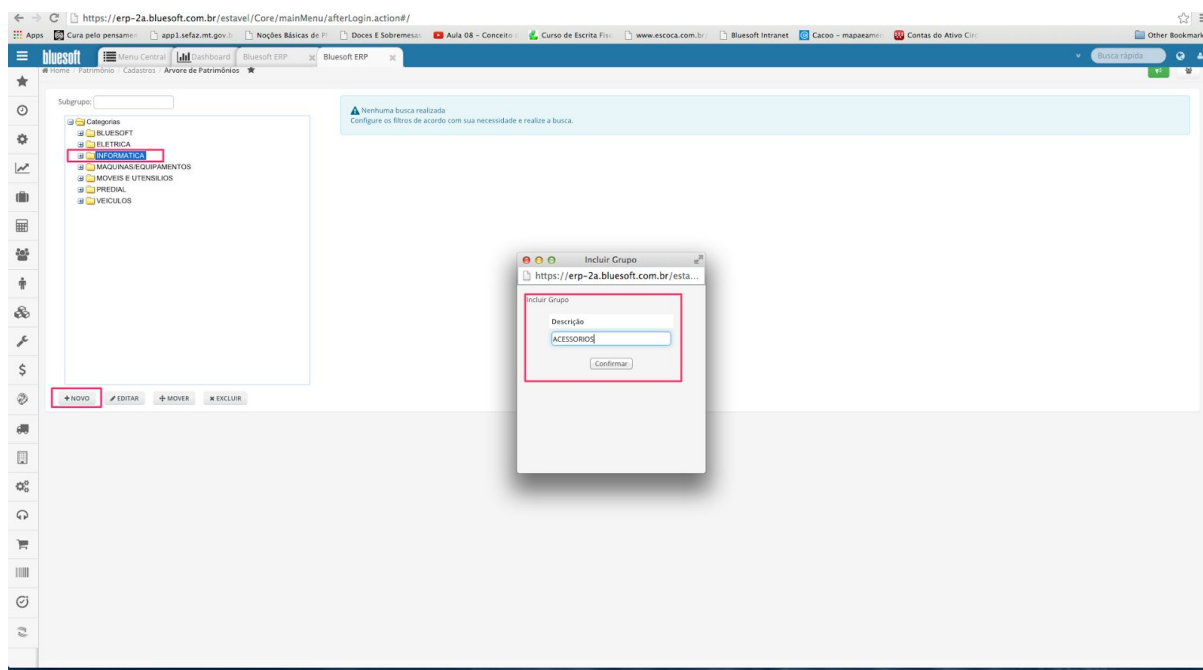 https://erp-2a.bluesoft.com.br/estavel/Core/mainMenu/afterLogin.action#/
Apps Cura pelo pensamen app1.sefaz.mt.gov.b Noções Básicas de P Doces E Sobremesas Aula 08 – Conceito Curso de Escrita Fisc www.escoca.com.br Bluesoft Intranet Cacoo – mapaeamen Contas do Ativo Circ Other Bookmark
bluesoft Menu Central Dashboard Bluesoft ERP Bluesoft ERP Busca rápida
Home / Patrimônio / Cadastros / Arvore de Patrimônios
Subgrupo:
Nenhuma busca realizada
Configure os filtros de acordo com sua necessidade e realize a busca.
Categorias
BLUESOFT
ELETRICA
INFORMATICA
MAQUINAS/EQUIPAMENTOS
MOVEIS E UTENSILIOS
PREDIAL
VEICULOS
Incluir Grupo
https://erp-2a.bluesoft.com.br/esta...
Incluir Grupo
Descrição
ACESSORIOS
Confirmar
+NOVO EDITAR MOVER EXCLUIR